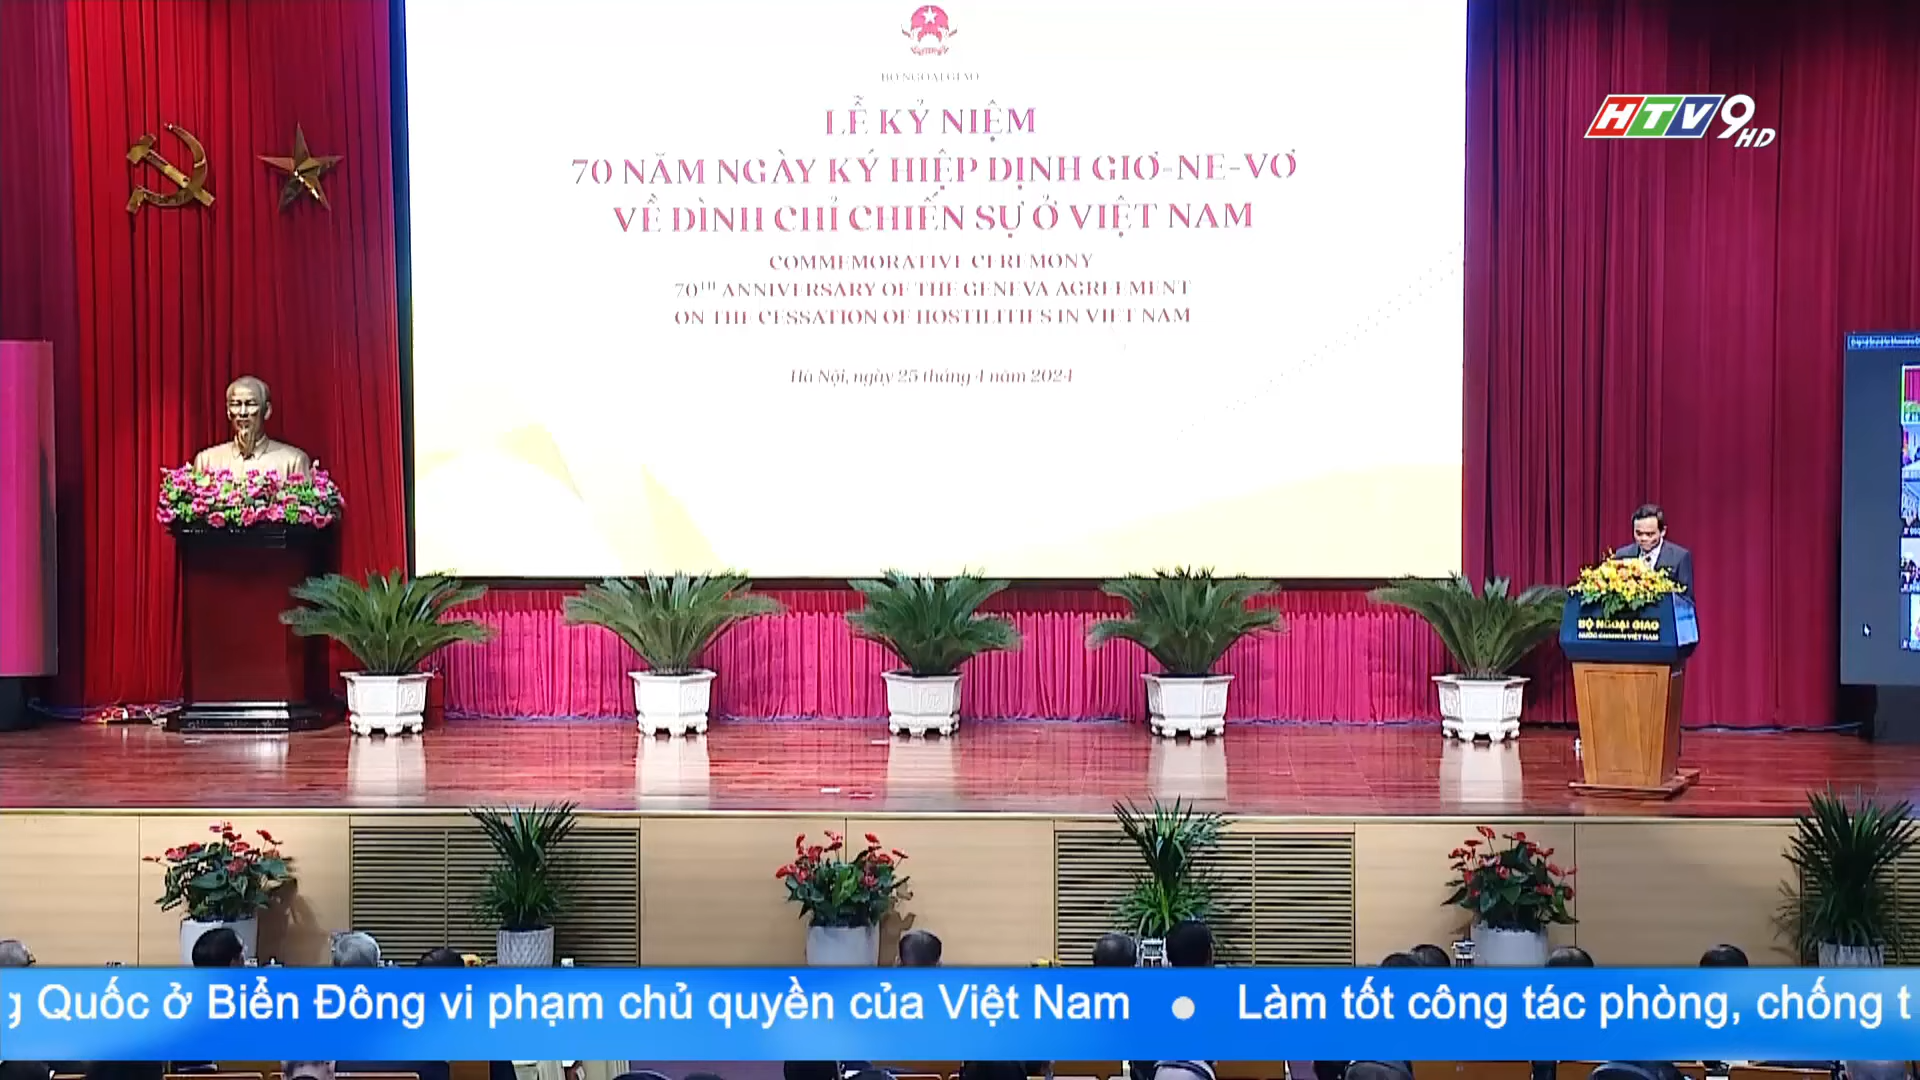 BỘ NGOẠI GIAO
LỄ KỶ NIỆM
70 NĂM NGÀY KÝ HIỆP ĐỊNH GIƠ-NE-VƠ
VỀ ĐÌNH CHỈ CHIẾN SỰ Ở VIỆT NAM
COMMEMORATIVE CEREMONY
70TH ANNIVERSARY OF THE GENEVA AGREEMENT
ON THE CESSATION OF HOSTILITIES IN VIET NAM
Hà Nội, ngày 25 tháng 4 năm 2024
HTV9 HD
BỘ NGOẠI GIAO
g Quốc ở Biển Đông vi phạm chủ quyền của Việt Nam ● Làm tốt công tác phòng, chống t